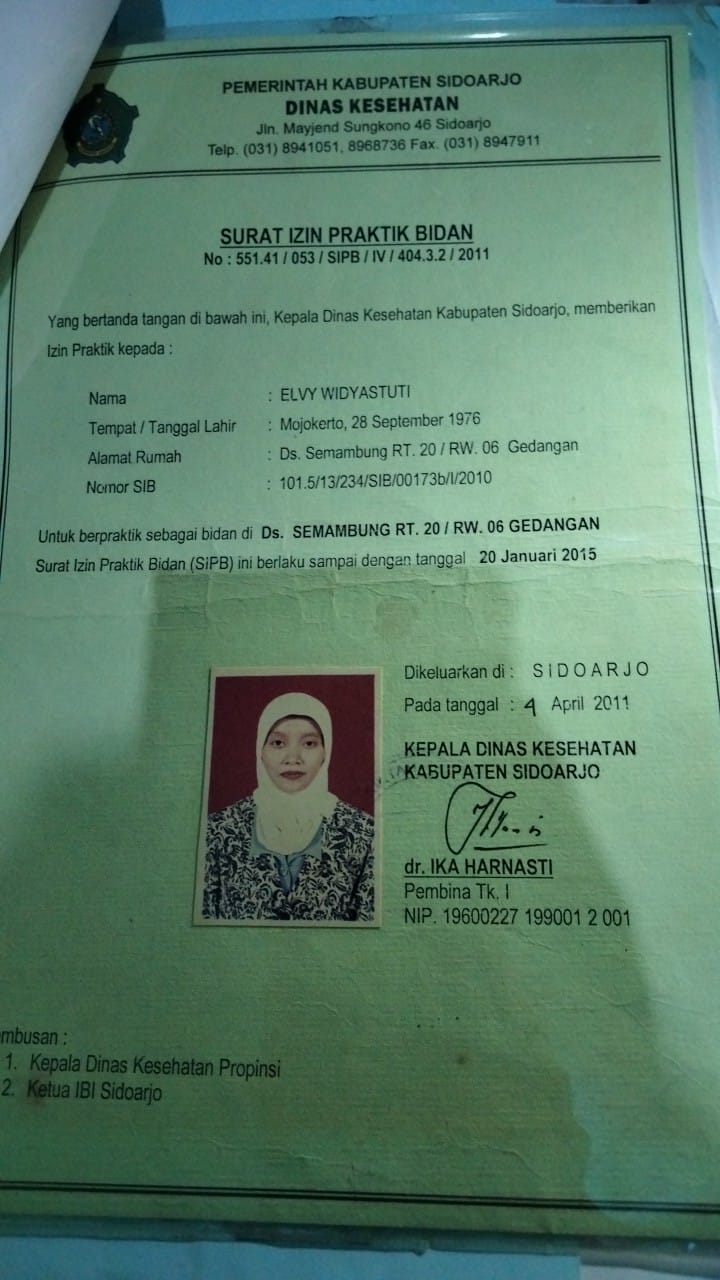 PEMERINTAH KABUPATEN SIDOARJO
DINAS KESEHATAN
Jln. Mayjend Sungkono 46 Sidoarjo
Telp. (031) 8941051, 8968736 Fax. (031) 8947911
SURAT IZIN PRAKTIK BIDAN
No : 551.41 / 053 / SIPB / IV / 404.3.2 / 2011
Yang bertanda tangan di bawah ini, Kepala Dinas Kesehatan Kabupaten Sidoarjo, memberikan
Izin Praktik kepada :
Nama : ELVY WIDYASTUTI
Tempat / Tanggal Lahir : Mojokerto, 28 September 1976
Alamat Rumah : Ds. Semambung RT. 20 / RW. 06 Gedangan
Nomor SIB : 101.5/13/234/SIB/00173b/I/2010
Untuk berpraktik sebagai bidan di Ds. SEMAMBUNG RT. 20 / RW. 06 GEDANGAN
Surat Izin Praktik Bidan (SIPB) ini berlaku sampai dengan tanggal 20 Januari 2015
Dikeluarkan di : SIDOARJO
Pada tanggal : 4 April 2011
KEPALA DINAS KESEHATAN
KABUPATEN SIDOARJO
dr. IKA HARNASTI
Pembina Tk. I
NIP. 19600227 199001 2 001
mbusan :
1. Kepala Dinas Kesehatan Propinsi
2. Ketua IBI Sidoarjo